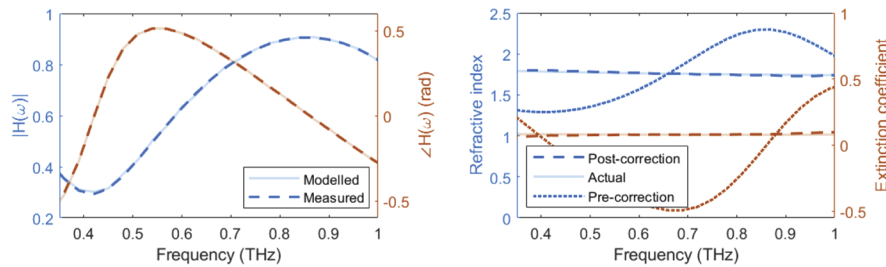 1
0.8
0.6
0.4
0.2
|H(ω)|
0.5
0
-0.5
∠H(ω) (rad)
0.4 0.5 0.6 0.7 0.8 0.9 1
Frequency (THz)
Modelled
Measured
2.5
2
1.5
1
0.5
0
Refractive index
1
0.5
0
-0.5
Extinction coefficient
0.4 0.5 0.6 0.7 0.8 0.9 1
Frequency (THz)
Post-correction
Actual
Pre-correction